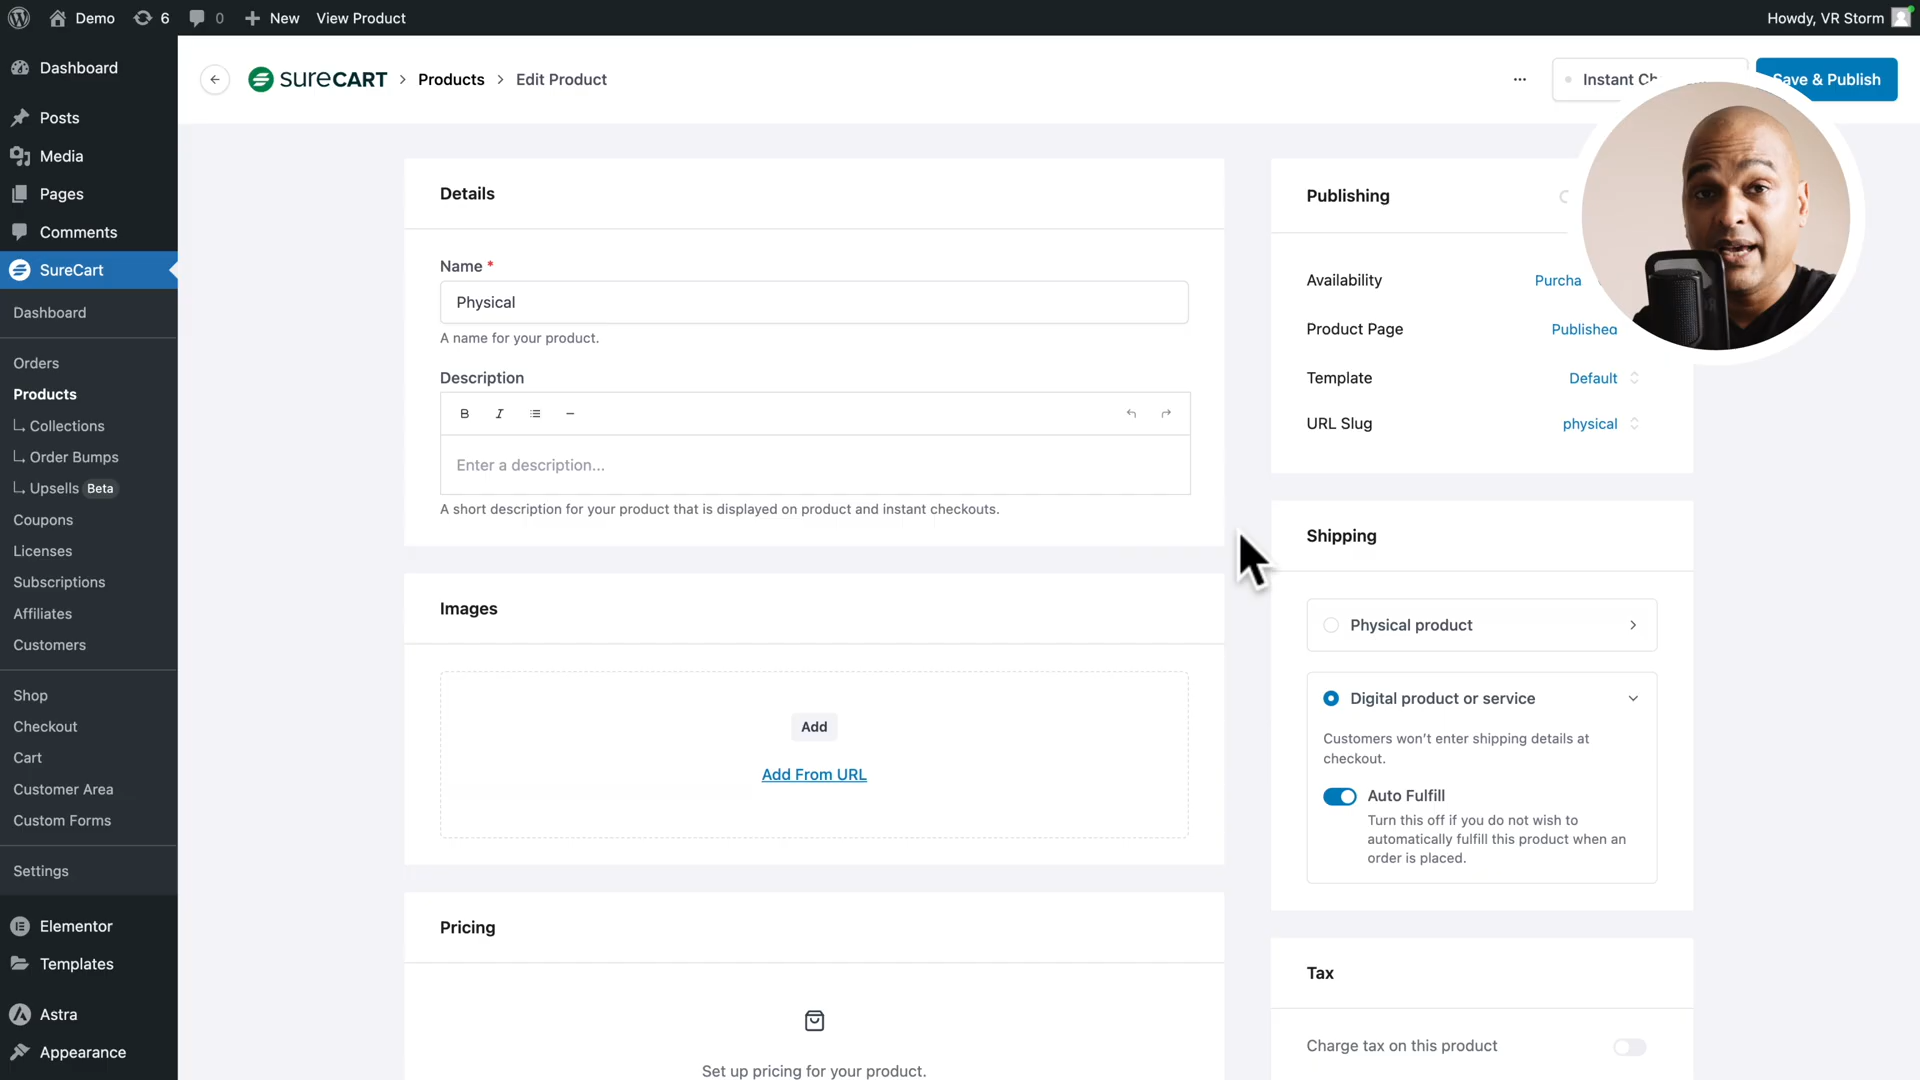 Demo
6
0
New
View Product
Howdy, VR Storm
Dashboard
Posts
Media
Pages
Comments
SureCart
Dashboard
Orders
Products
Collections
Order Bumps
Upsells Beta
Coupons
Licenses
Subscriptions
Affiliates
Customers
Shop
Checkout
Cart
Customer Area
Custom Forms
Settings
Elementor
Templates
Astra
Appearance
SURECART
Products
Edit Product
Instant
& Publish
Details
Name *
Physical
A name for your product.
Description
B I
Enter a description...
A short description for your product that is displayed on product and instant checkouts.
Images
Add
Add From URL
Pricing
Set up pricing for your product.
Publishing
Availability
Purcha
Product Page
Published
Template
Default
URL Slug
physical
Shipping
Physical product
Digital product or service
Customers won't enter shipping details at
checkout.
Auto Fulfill
Turn this off if you do not wish to
automatically fulfill this product when an
order is placed.
Tax
Charge tax on this product